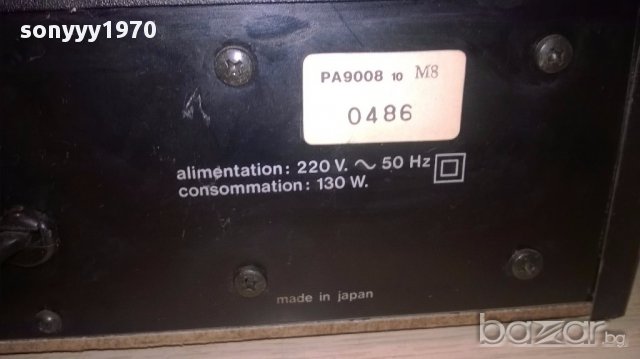 sonyyy1970
PA9008 10 M8
0486
alimentation: 220 V. ~ 50 Hz
consommation: 130 W.
made in japan
bazar.bg